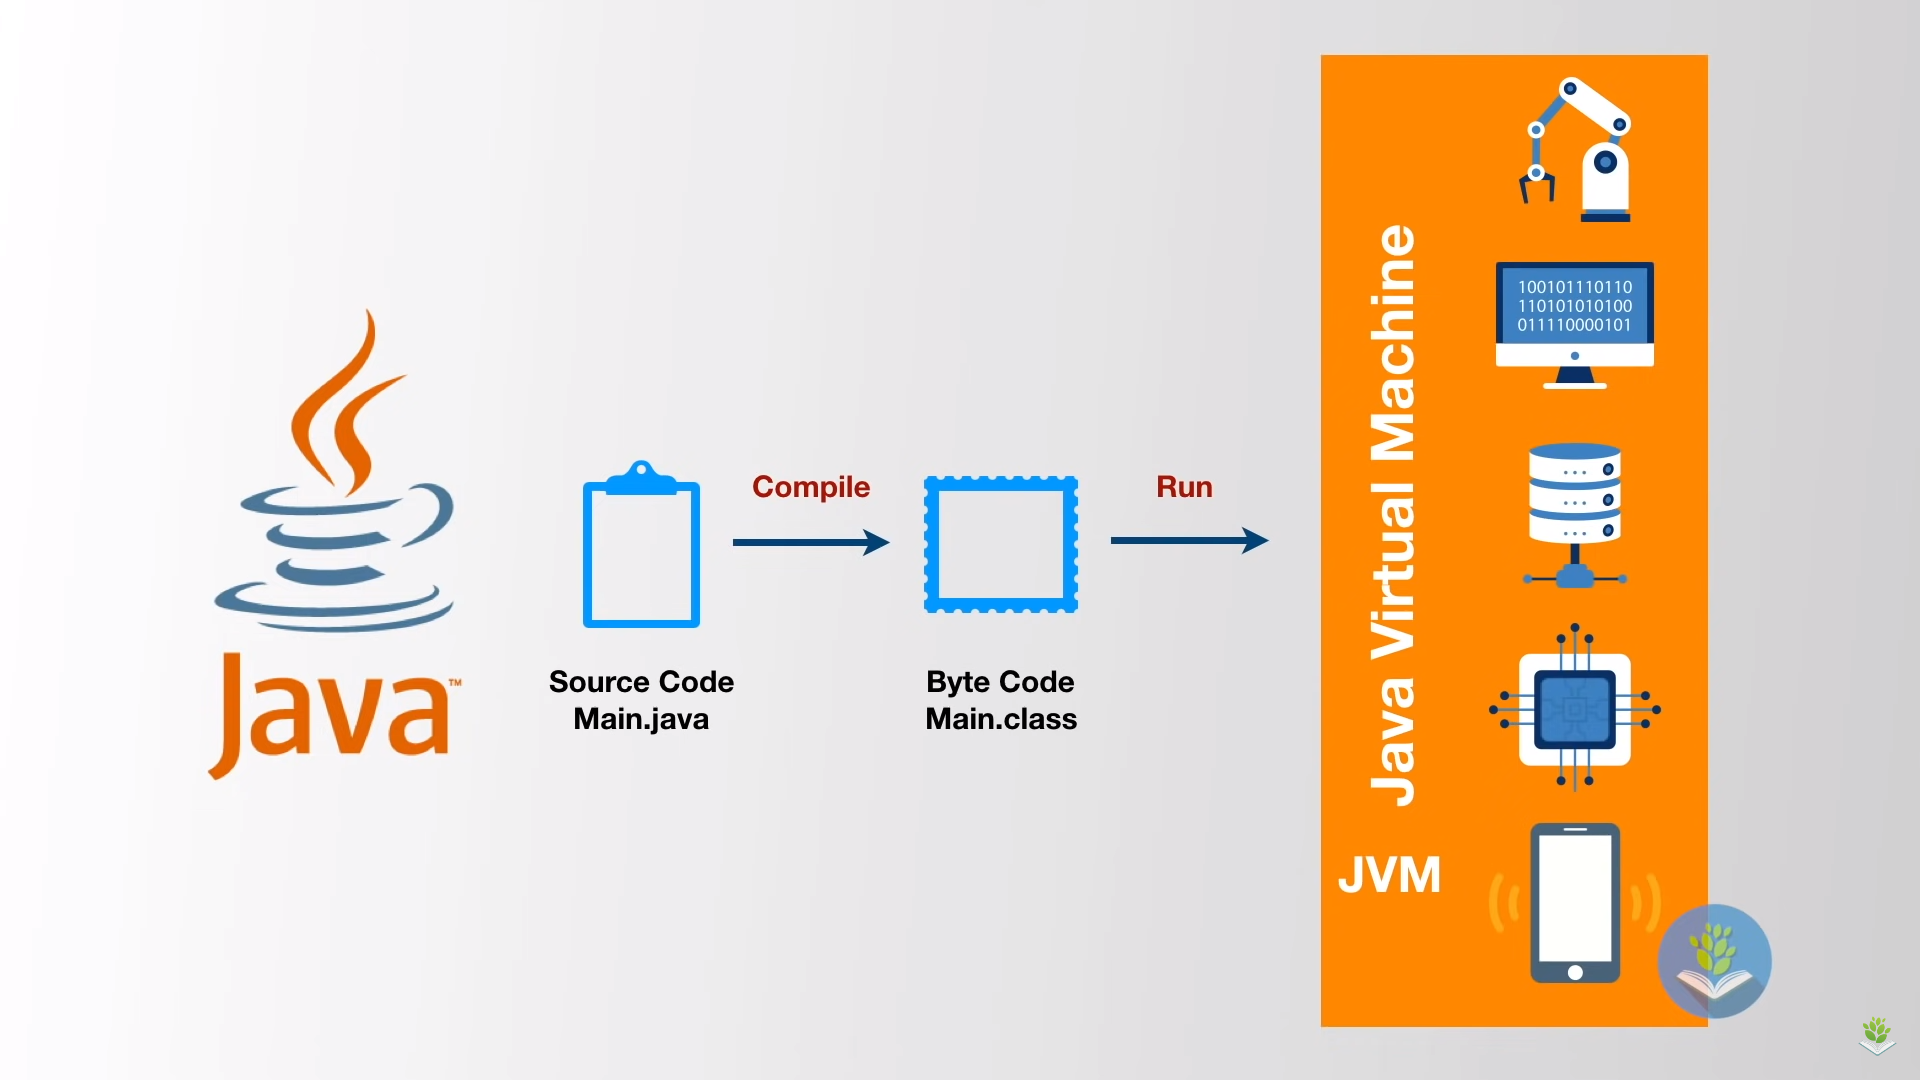 Java™
Source Code
Main.java
Compile
Byte Code
Main.class
Run
Java Virtual Machine
JVM
100101110110
110101010100
011110000101